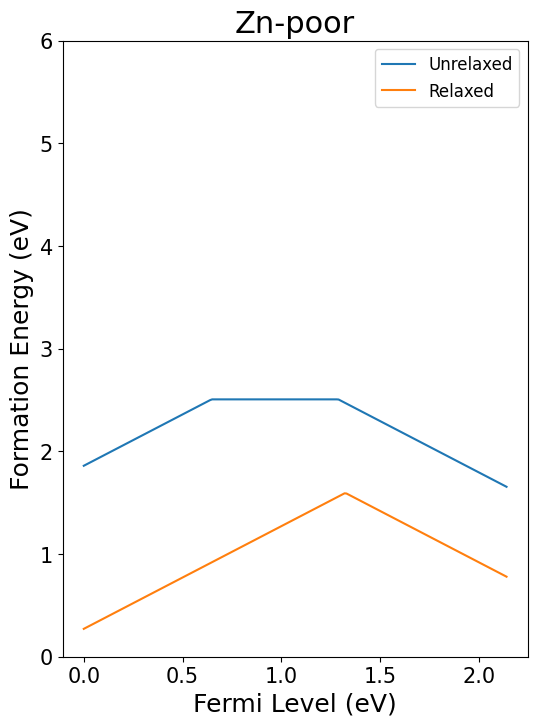 Zn-poor
Unrelaxed
Relaxed
Formation Energy (eV)
6
5
4
3
2
1
0
0.0 0.5 1.0 1.5 2.0
Fermi Level (eV)